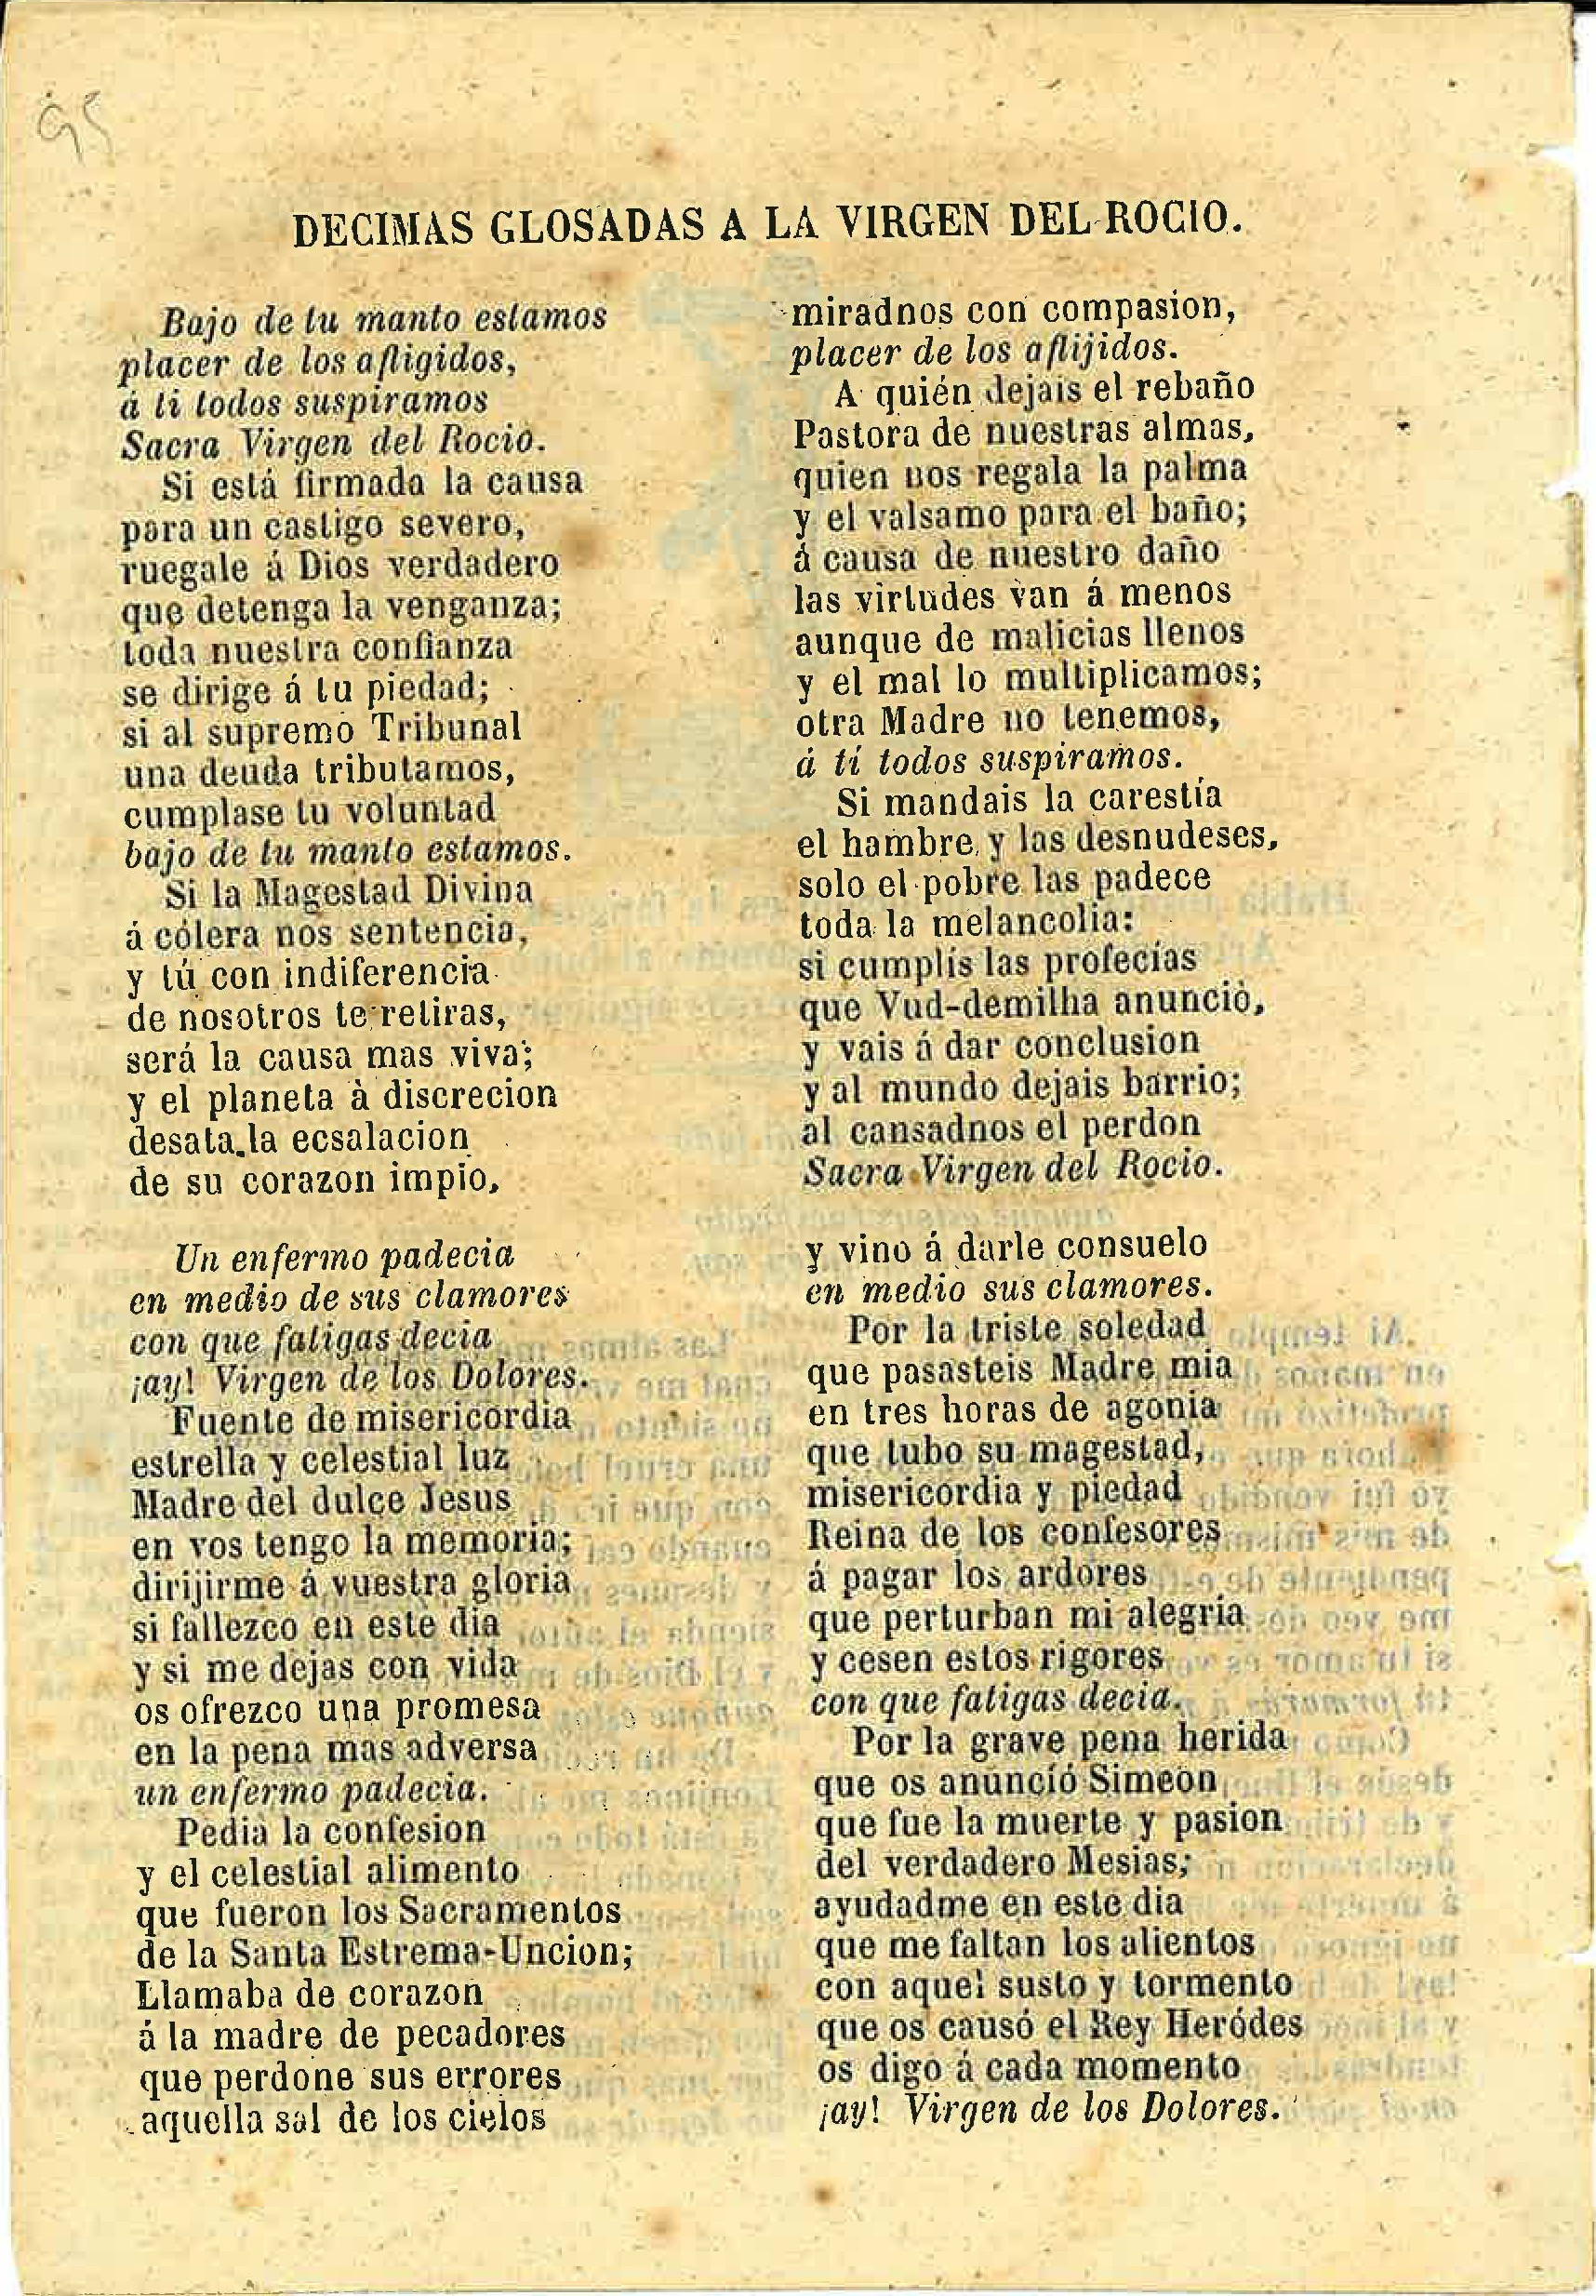 95
DECIMAS GLOSADAS A LA VIRGEN DEL ROCIO.
Bajo de tu manto estamos
placer de los afligidos,
á ti todos suspiramos
Sacra Virgen del Rocio.
Si está firmada la causa
para un castigo severo,
ruegale á Dios verdadero
que detenga la venganza;
toda nuestra confianza
se dirige á tu piedad;
si al supremo Tribunal
una deuda tributamos,
cumplase tu voluntad
bajo de tu manto estamos.
Si la Magestad Divina
á cólera nos sentencia,
y tú con indiferencia
de nosotros te retiras,
será la causa mas viva;
y el planeta à discrecion
desata la ecsalacion
de su corazon impio,
miradnos con compasion,
placer de los aflijidos.
A quién dejais el rebaño
Pastora de nuestras almas,
quien nos regala la palma
y el valsamo para el baño;
á causa de nuestro daño
las virtudes van á menos
aunque de malicias llenos
y el mal lo multiplicamos;
otra Madre no tenemos,
á tí todos suspiramos.
Si mandais la carestía
el hambre y las desnudeses,
solo el pobre las padece
toda la melancolia:
si cumplís las profecías
que Vud-demilha anunció,
y vais á dar conclusion
y al mundo dejais barrio;
al cansadnos el perdon
Sacra Virgen del Rocio.
Un enfermo padecia
en medio de sus clamores
con que fatigas decia
¡ay! Virgen de los Dolores.
Fuente de misericordia
estrella y celestial luz
Madre del dulce Jesus
en vos tengo la memoria;
dirijirme á vuestra gloria
si fallezco en este dia
y si me dejas con vida
os ofrezco una promesa
en la pena mas adversa
un enfermo padecia.
Pedia la confesion
y el celestial alimento
que fueron los Sacramentos
de la Santa Estrema-Uncion;
Llamaba de corazon
á la madre de pecadores
que perdone sus errores
aquella sal de los cielos
y vino á darle consuelo
en medio sus clamores.
Por la triste soledad
que pasasteis Madre mia
en tres horas de agonia
que tubo su magestad,
misericordia y piedad
Reina de los confesores
á pagar los ardores
que perturban mi alegria
y cesen estos rigores
con que fatigas decia.
Por la grave pena herida
que os anunció Simeon
que fue la muerte y pasion
del verdadero Mesias;
ayudadme en este dia
que me faltan los alientos
con aquel susto y tormento
que os causó el Rey Heródes
os digo á cada momento
¡ay! Virgen de los Dolores.